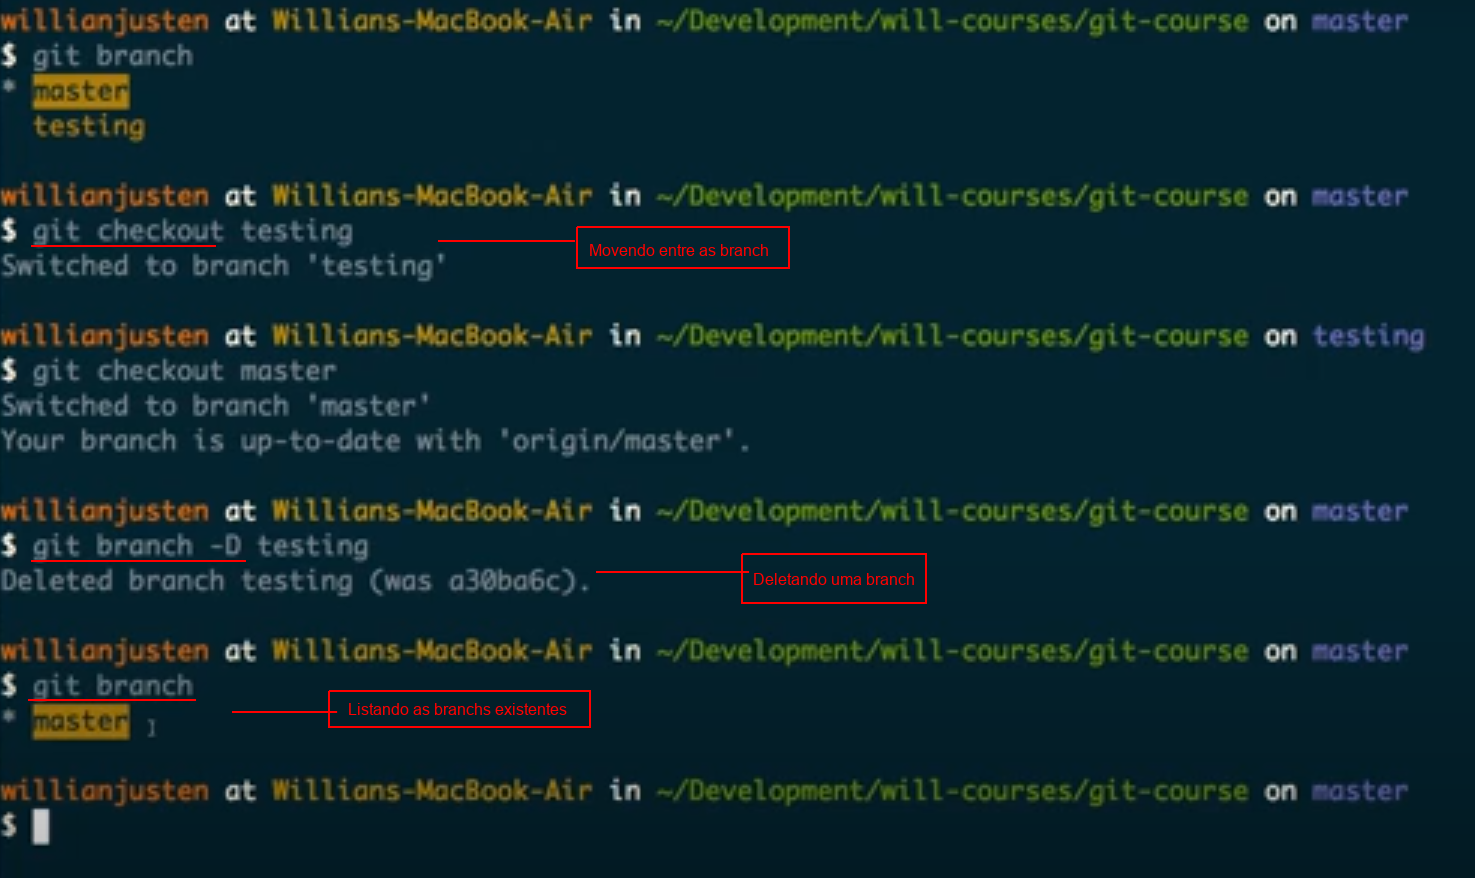 willianjusten at Willians-MacBook-Air in ~/Development/will-courses/git-course on master
$ git branch
* master
testing
willianjusten at Willians-MacBook-Air in ~/Development/will-courses/git-course on master
$ git checkout testing
Movendo entre as branch
Switched to branch 'testing'
willianjusten at Willians-MacBook-Air in ~/Development/will-courses/git-course on testing
$ git checkout master
Switched to branch 'master'
Your branch is up-to-date with 'origin/master'.
willianjusten at Willians-MacBook-Air in ~/Development/will-courses/git-course on master
$ git branch -D testing
Deleted branch testing (was a30ba6c).
Deletando uma branch
willianjusten at Willians-MacBook-Air in ~/Development/will-courses/git-course on master
$ git branch
Listando as branchs existentes
* master
willianjusten at Willians-MacBook-Air in ~/Development/will-courses/git-course on master
$